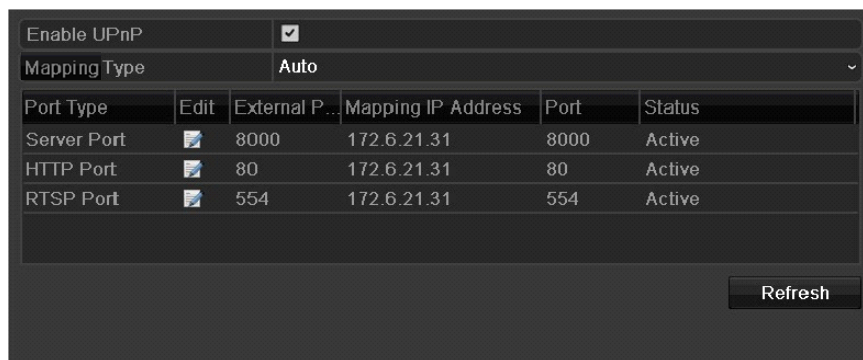 Enable UPnP
Mapping Type Auto
Port Type Edit External P... Mapping IP Address Port Status
Server Port 8000 172.6.21.31 8000 Active
HTTP Port 80 172.6.21.31 80 Active
RTSP Port 554 172.6.21.31 554 Active
Refresh